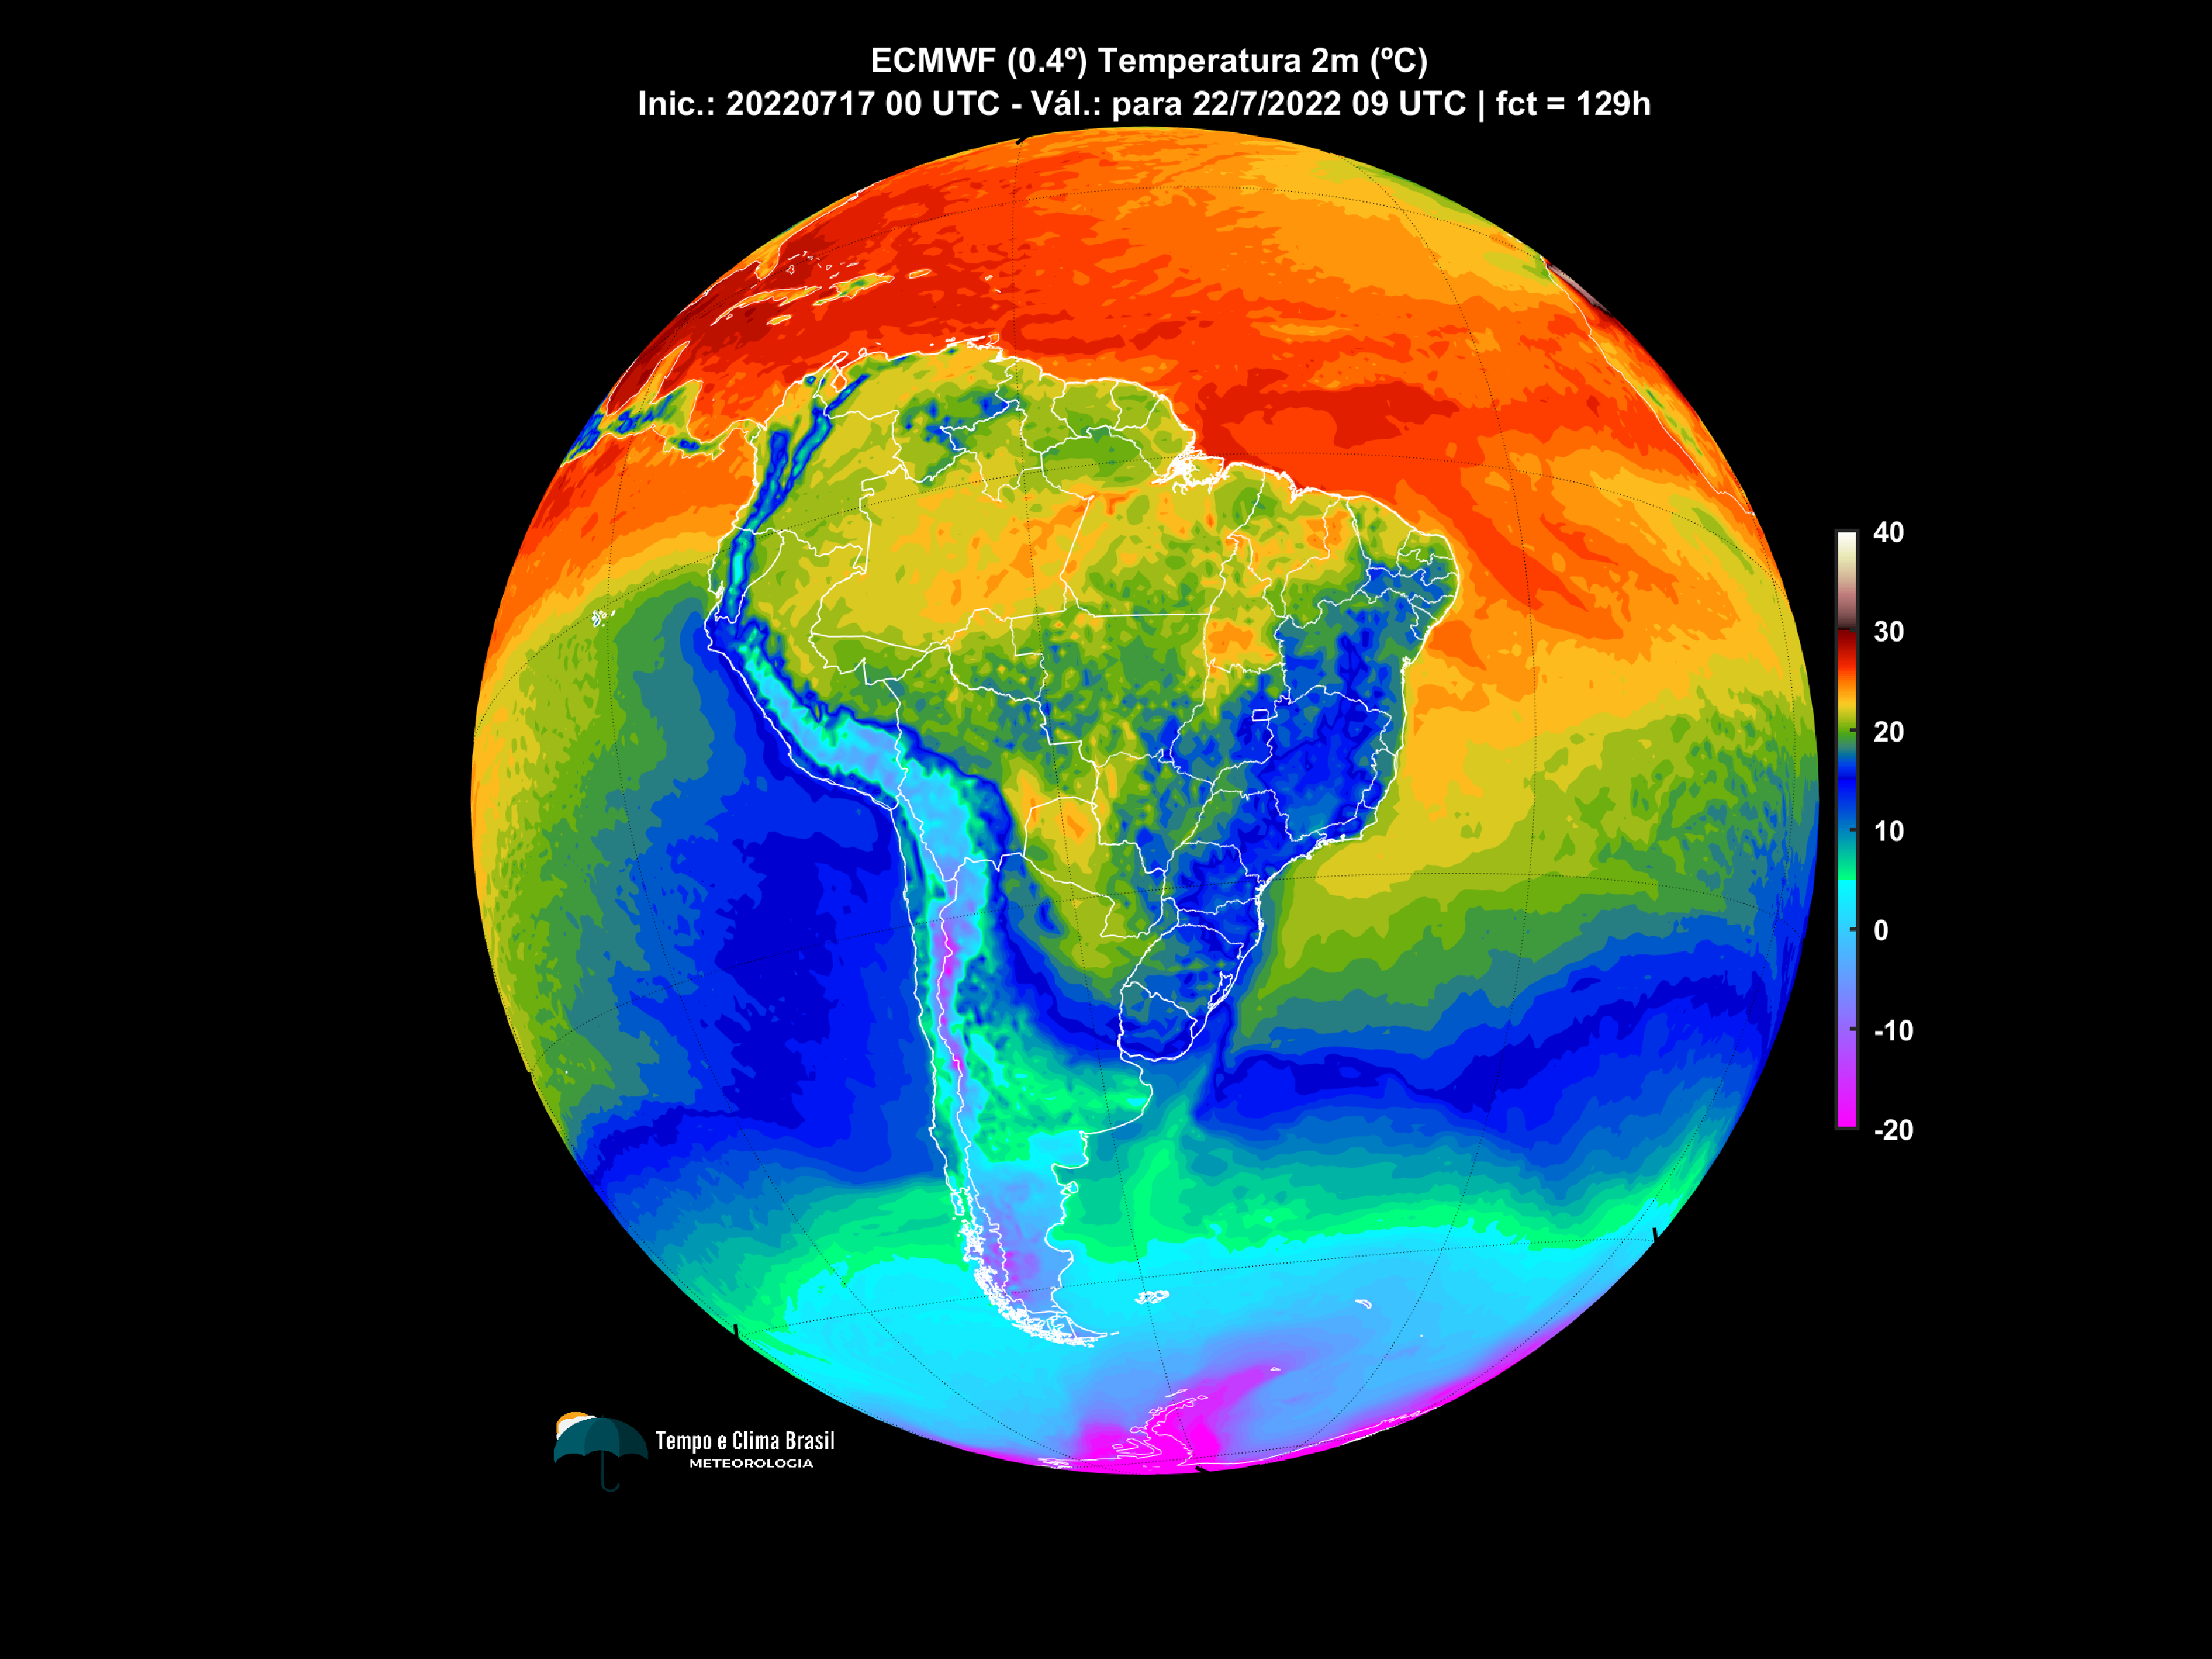 ECMWF (0.4º) Temperatura 2m (ºC)
Inic.: 20220717 00 UTC - Vál.: para 22/7/2022 09 UTC | fct = 129h
40
30
20
10
0
-10
-20
Tempo e Clima Brasil
METEOROLOGIA